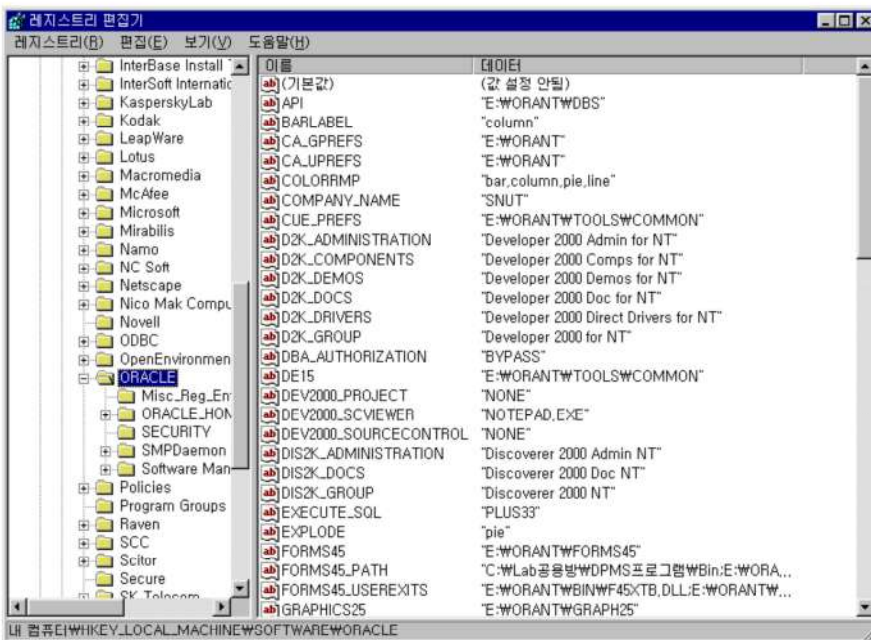 레지스트리 편집기
레지스트리(R) 편집(E) 보기(V) 도움말(H)
InterBase Install
InterSoft Internatic
KasperskyLab
Kodak
LeapWare
Lotus
Macromedia
McAfee
Microsoft
Mirabilis
Namo
NC Soft
Netscape
Nico Mak Compu
Novell
ODBC
OpenEnvironmen
ORACLE
Misc_Reg_En
ORACLE_HOM
SECURITY
SMPDaemon
Software Man
Policies
Program Groups
Raven
SCC
Scitor
Secure
SK Telecom
이름 데이터
(기본값) (값 설정 안됨)
API "E:₩ORANT₩DBS"
BARLABEL "column"
CA_GPREFS "E:₩ORANT"
CA_UPREFS "E:₩ORANT"
COLORRMP "bar,column,pie,line"
COMPANY_NAME "SNUT"
CUE_PREFS "E:₩ORANT₩TOOLS₩COMMON"
D2K_ADMINISTRATION "Developer 2000 Admin for NT"
D2K_COMPONENTS "Developer 2000 Comps for NT"
D2K_DEMOS "Developer 2000 Demos for NT"
D2K_DOCS "Developer 2000 Doc for NT"
D2K_DRIVERS "Developer 2000 Direct Drivers for NT"
D2K_GROUP "Developer 2000 for NT"
DBA_AUTHORIZATION "BYPASS"
DE15 "E:₩ORANT₩TOOLS₩COMMON"
DEV2000_PROJECT "NONE"
DEV2000_SCVIEWER "NOTEPAD.EXE"
DEV2000_SOURCECONTROL "NONE"
DIS2K_ADMINISTRATION "Discoverer 2000 Admin NT"
DIS2K_DOCS "Discoverer 2000 Doc NT"
DIS2K_GROUP "Discoverer 2000 NT"
EXECUTE_SQL "PLUS33"
EXPLODE "pie"
FORMS45 "E:₩ORANT₩FORMS45"
FORMS45_PATH "C:₩Lab공용방₩DPMS프로그램₩Bin;E:₩ORA...
FORMS45_USEREXITS "E:₩ORANT₩BIN₩F45XTB.DLL;E:₩ORANT₩...
GRAPHICS25 "E:₩ORANT₩GRAPH25"
내 컴퓨터₩HKEY_LOCAL_MACHINE₩SOFTWARE₩ORACLE